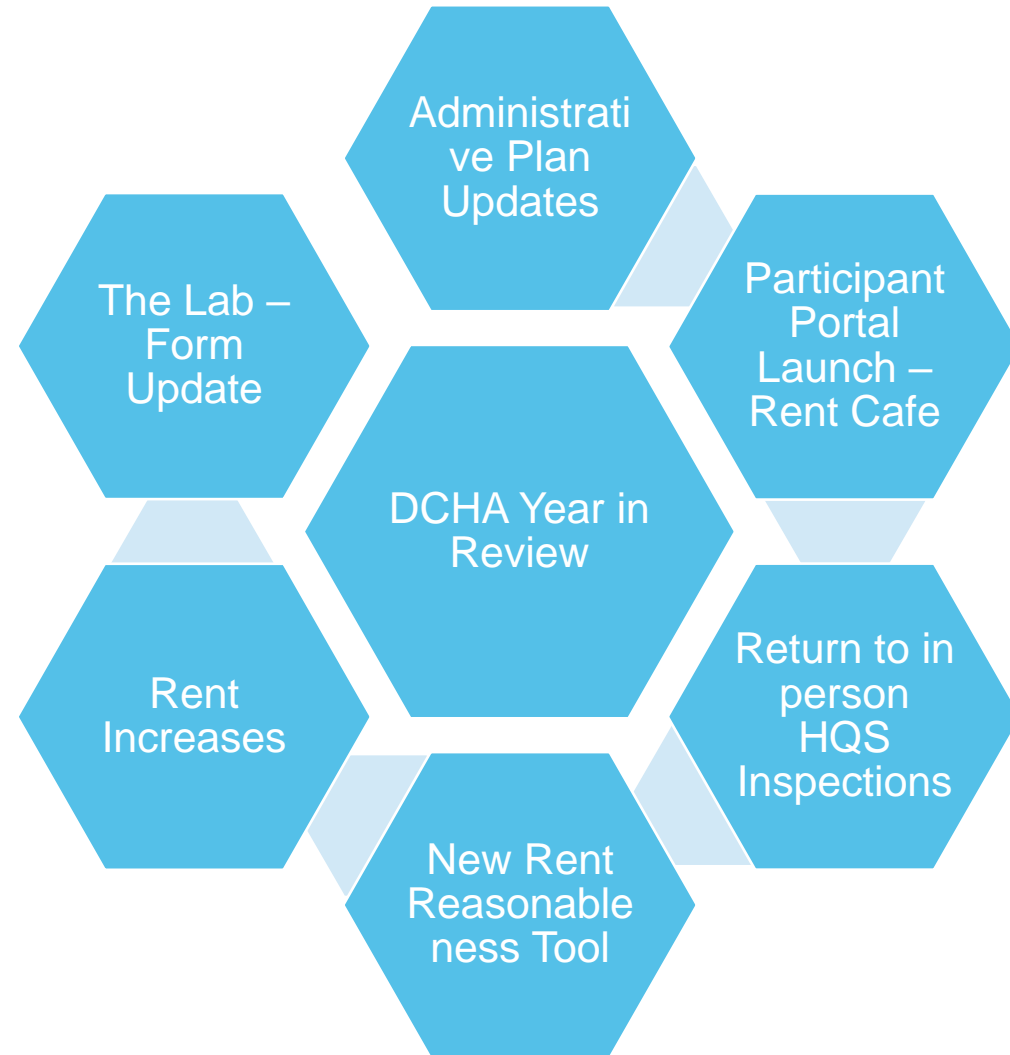 Administrati
ve Plan
Updates
Participant
Portal
Launch –
Rent Cafe
Return to in
person
HQS
Inspections
New Rent
Reasonable
ness Tool
Rent
Increases
The Lab –
Form
Update
DCHA Year in
Review